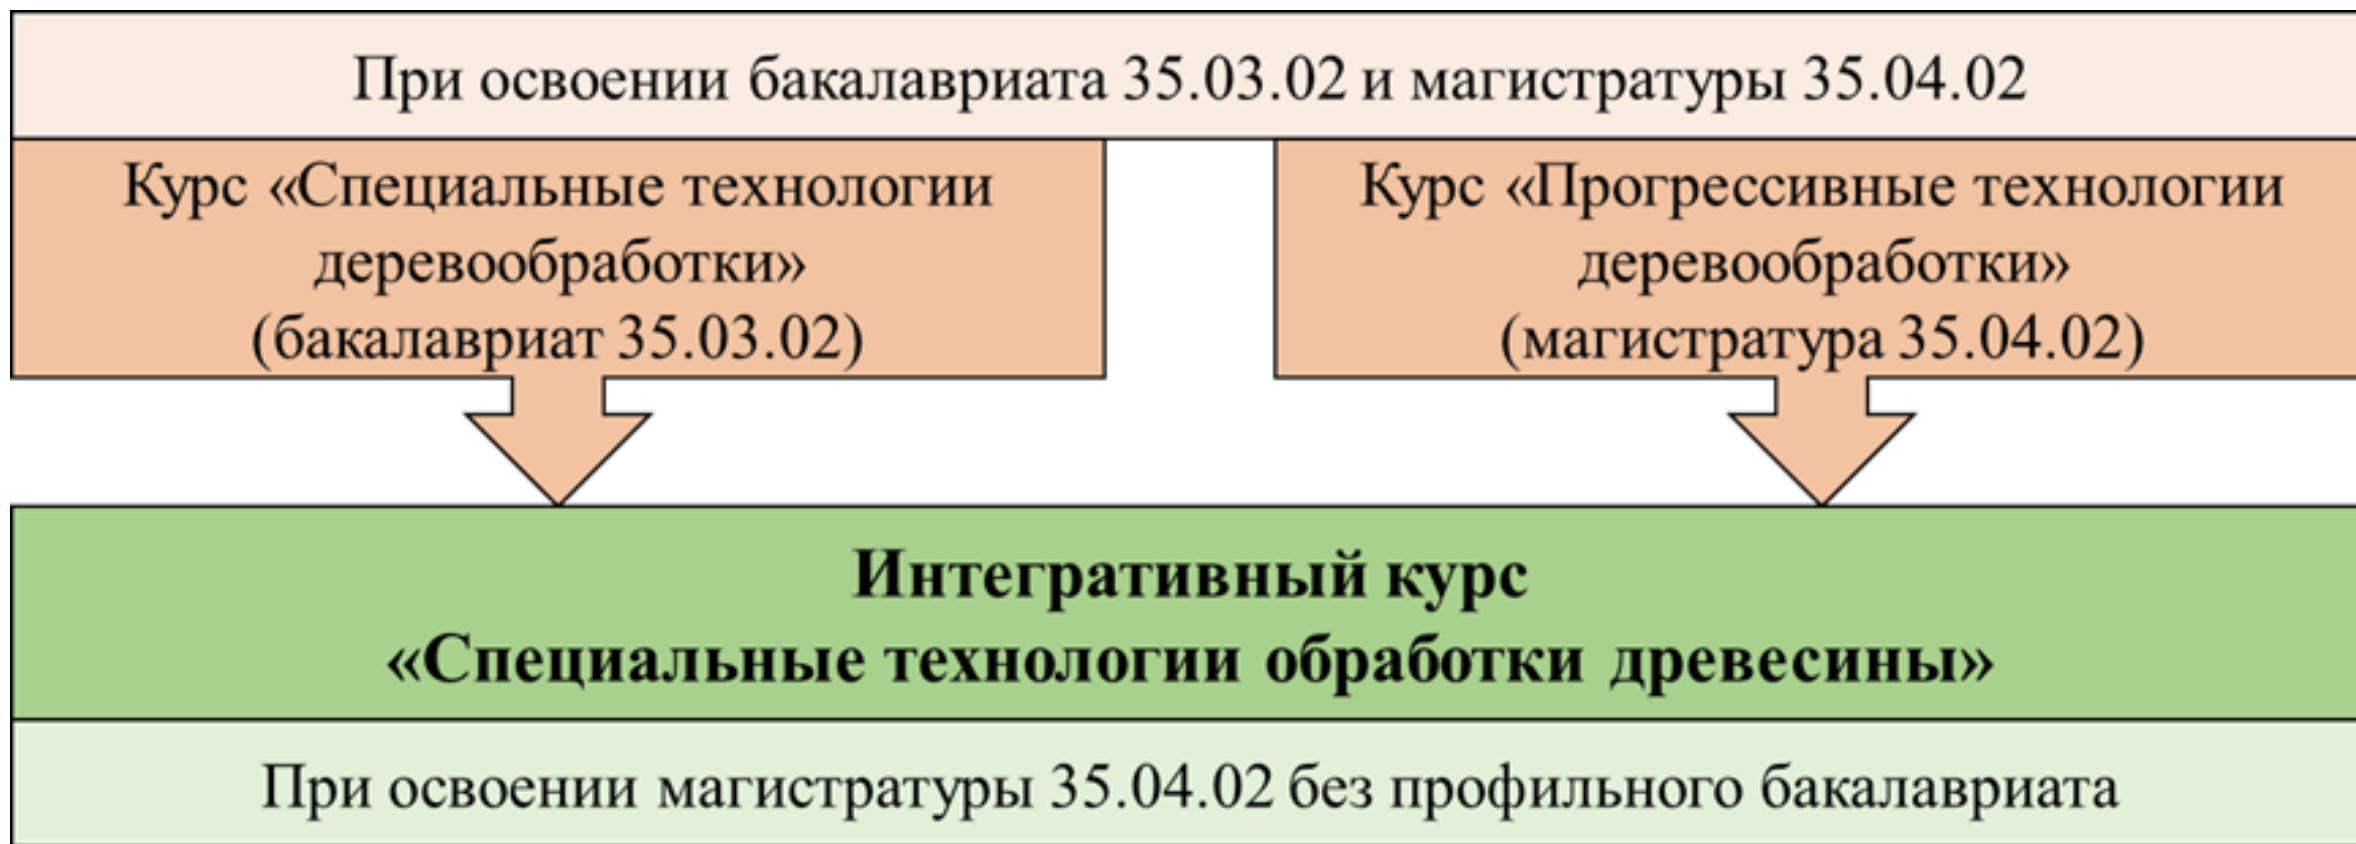 При освоении бакалавриата 35.03.02 и магистратуры 35.04.02
Курс «Специальные технологии
деревообработки»
(бакалавриат 35.03.02)
Курс «Прогрессивные технологии
деревообработки»
(магистратура 35.04.02)
Интегративный курс
«Специальные технологии обработки древесины»
При освоении магистратуры 35.04.02 без профильного бакалавриата